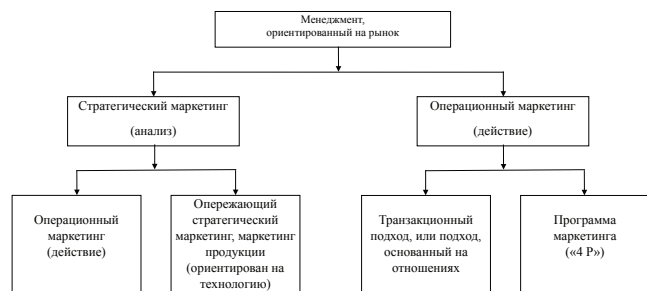 Менеджмент,
ориентированный на рынок
Стратегический маркетинг
(анализ)
Операционный маркетинг
(действие)
Операционный
маркетинг
(действие)
Опережающий
стратегический
маркетинг, маркетинг
продукции
(ориентирован на
технологию)
Транзакционный
подход, или подход,
основанный на
отношениях
Программа
маркетинга
(«4 Р»)